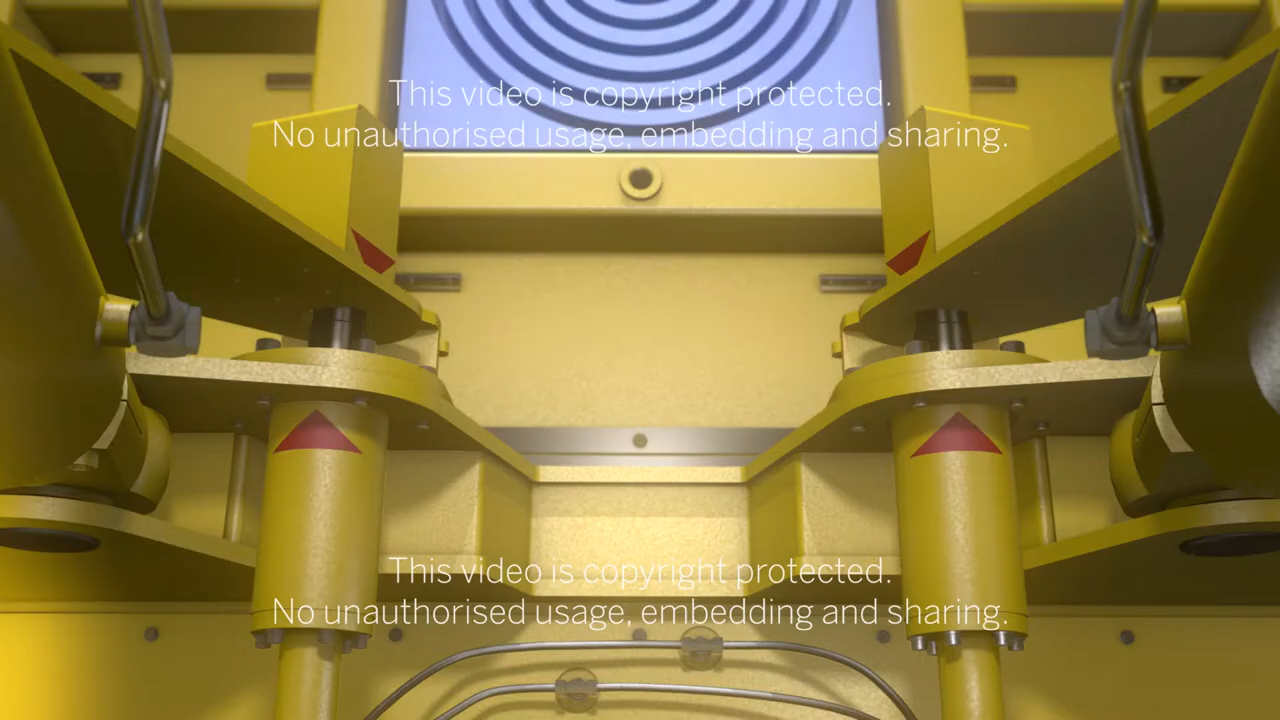 This video is copyright protected.
No unauthorised usage, embedding and sharing.
This video is copyright protected.
No unauthorised usage, embedding and sharing.